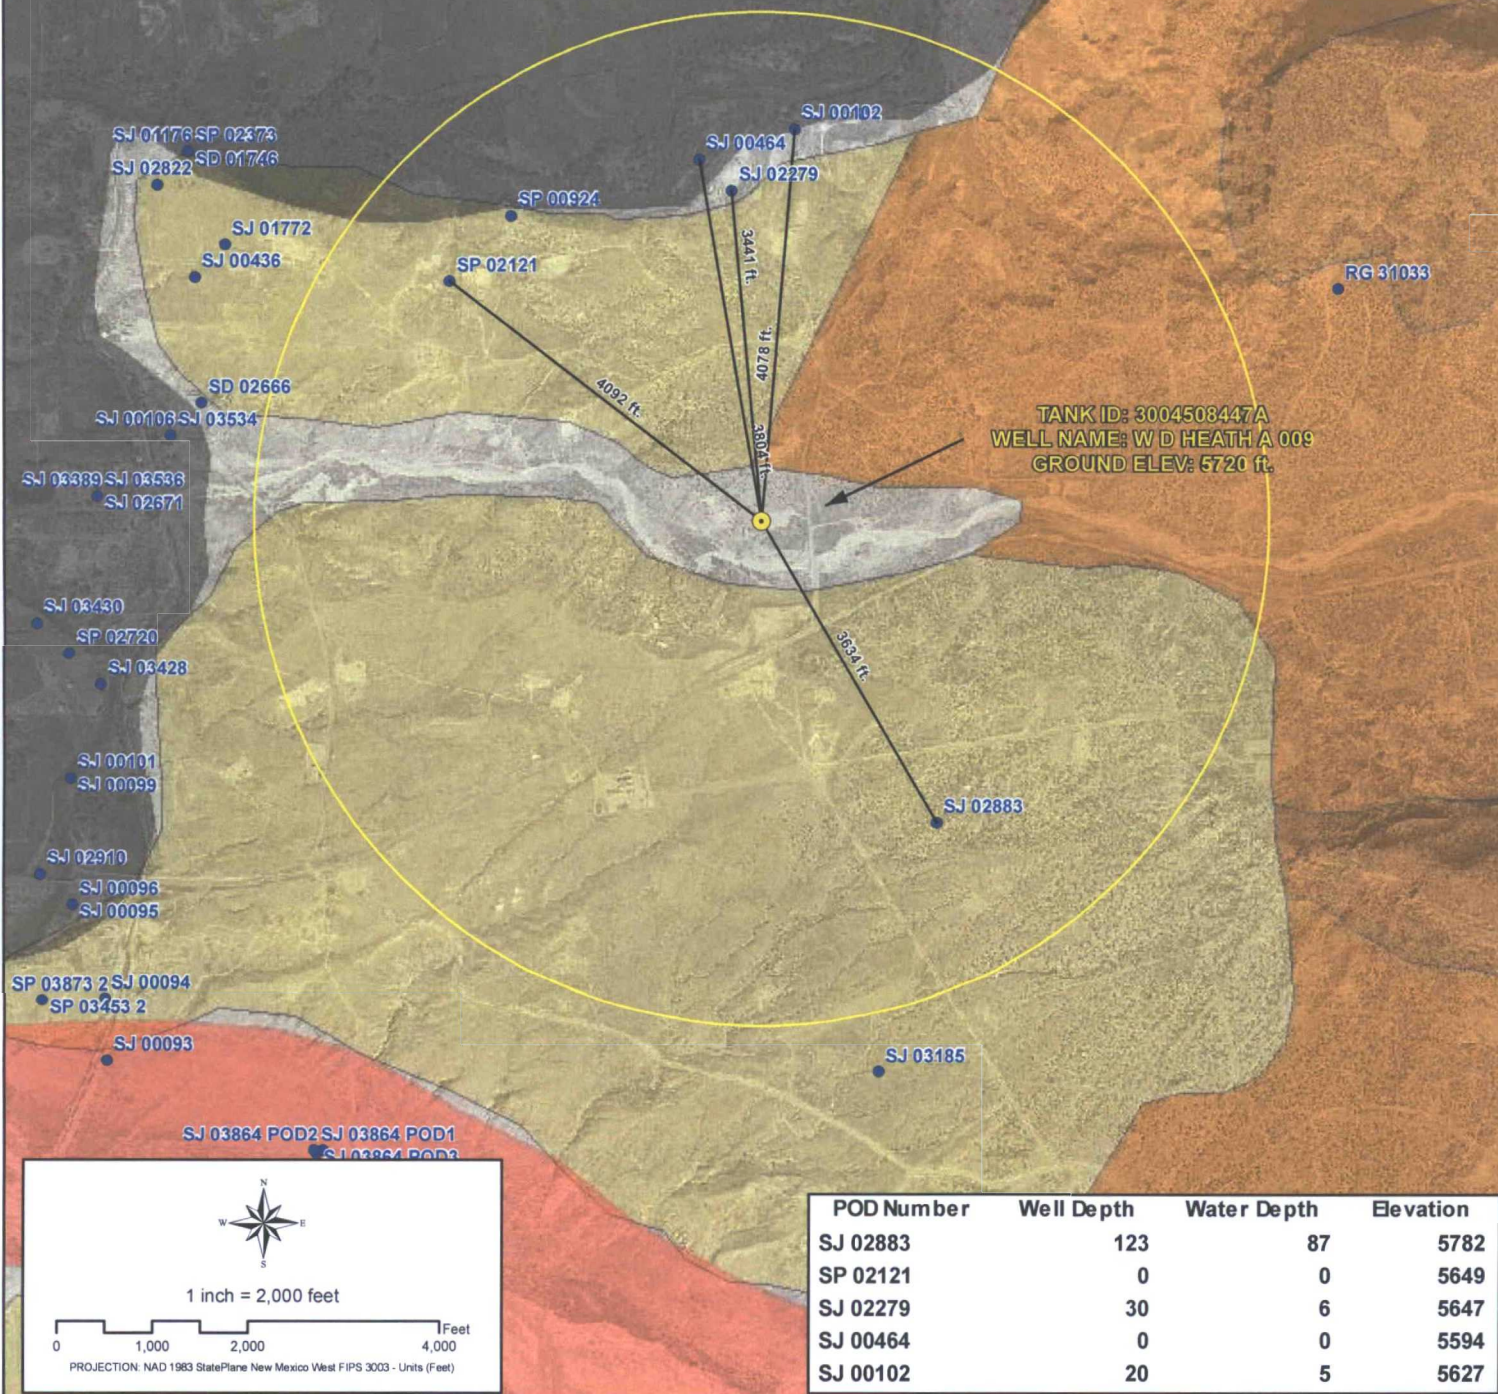 SJ 00102
SJ 01176 SP 02373
SJ 00464
SD 01746
SJ 02822
SJ 02279
SP 00924
SJ 01772
3441 ft.
SJ 00436
SP 02121
RG 31033
4078 ft.
4092 ft.
SD 02666
TANK ID: 3004508447A
WELL NAME: W D HEATH A 009
GROUND ELEV: 5720 ft.
SJ 00106 SJ 03534
3804 ft.
SJ 03389 SJ 03536
SJ 02671
SJ 03430
SP 02720
3634 ft.
SJ 03428
SJ 00101
SJ 00099
SJ 02883
SJ 02910
SJ 00096
SJ 00095
SP 03873 2 SJ 00094
SP 03453 2
SJ 00093
SJ 03185
SJ 03864 POD2 SJ 03864 POD1
SJ 03864 POD3
N
W E
S
1 inch = 2,000 feet
Feet
0 1,000 2,000 4,000
PROJECTION: NAD 1983 StatePlane New Mexico West FIPS 3003 - Units (Feet)
POD Number Well Depth Water Depth Elevation
SJ 02883 123 87 5782
SP 02121 0 0 5649
SJ 02279 30 6 5647
SJ 00464 0 0 5594
SJ 00102 20 5 5627